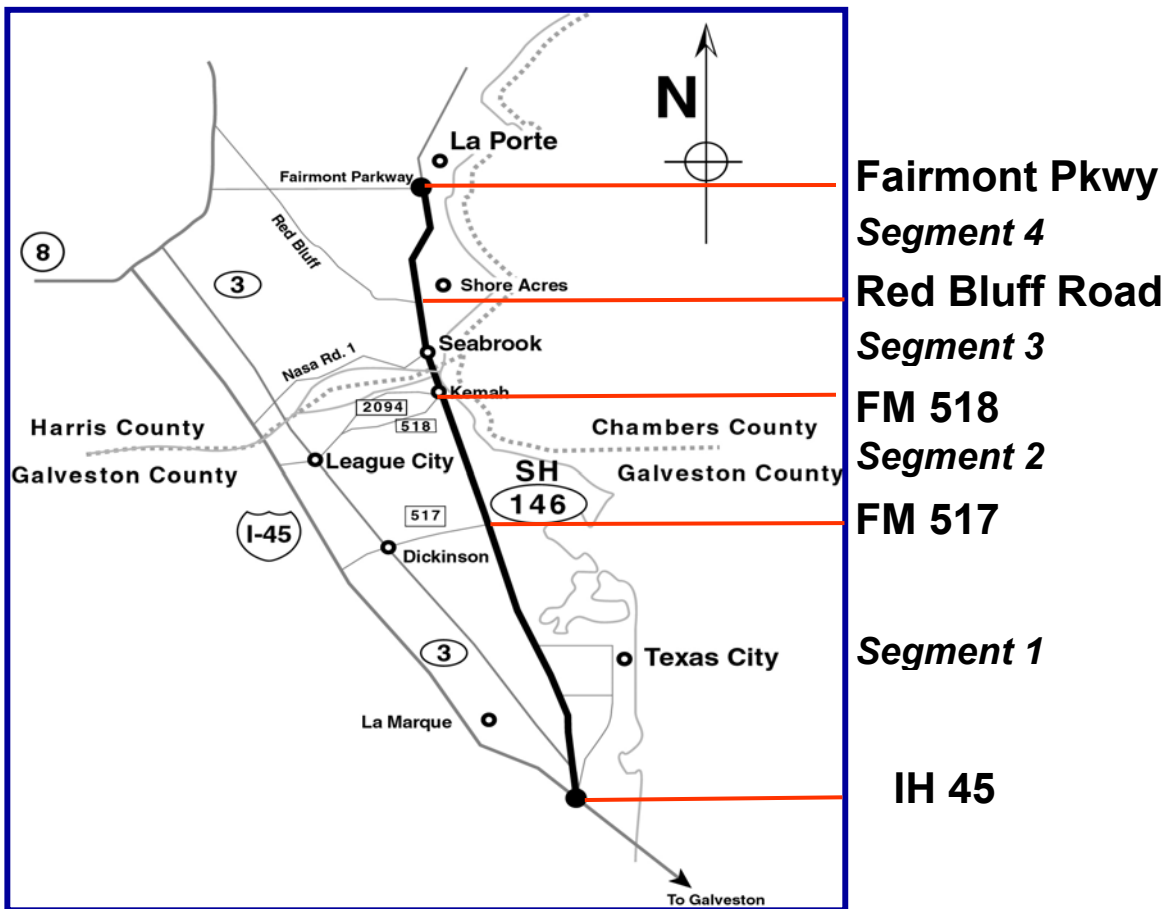 N
La Porte
Fairmont Parkway
Fairmont Pkwy
Red Bluff
Segment 4
8
3
Shore Acres
Red Bluff Road
Seabrook
Segment 3
Nasa Rd. 1
Kemah
2094
FM 518
518
Harris County
Chambers County
Segment 2
League City
Galveston County
SH
146
Galveston County
517
FM 517
I-45
Dickinson
3
Texas City
Segment 1
La Marque
IH 45
To Galveston